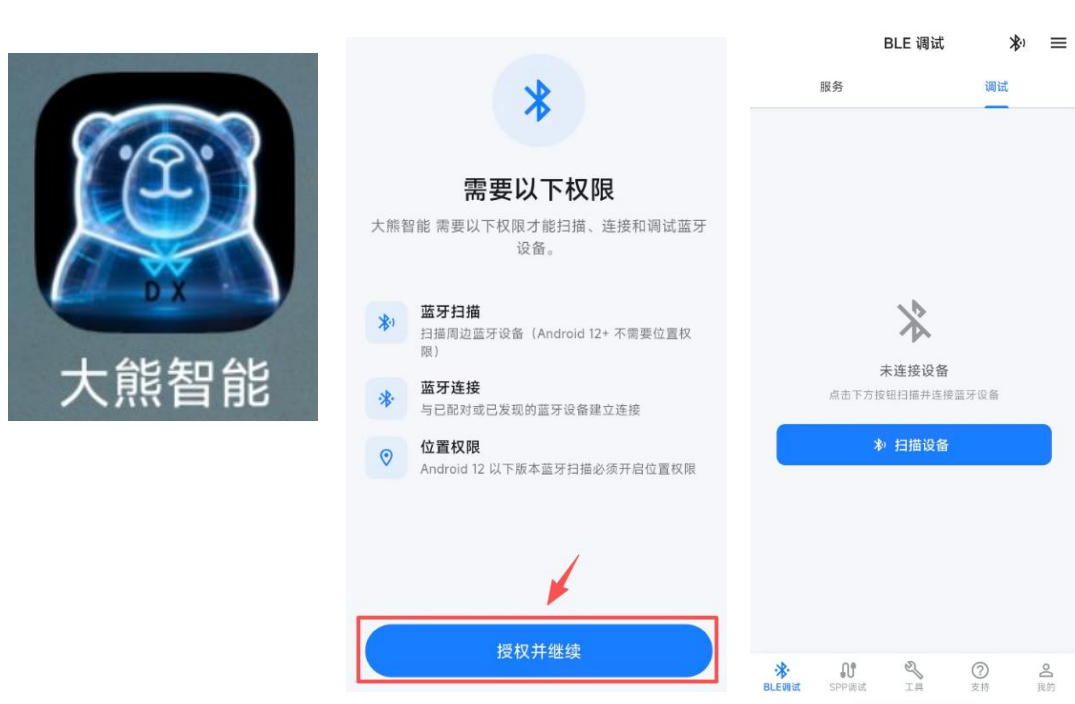 DX
大熊智能
需要以下权限
大熊智能 需要以下权限才能扫描、连接和调试蓝牙
设备。
蓝牙扫描
扫描周边蓝牙设备（Android 12+ 不需要位置权
限）
蓝牙连接
与已配对或已发现的蓝牙设备建立连接
位置权限
Android 12 以下版本蓝牙扫描必须开启位置权限
授权并继续
BLE 调试
服务
调试
未连接设备
点击下方按钮扫描并连接蓝牙设备
扫描设备
BLE调试
SPP调试
工具
支持
我的